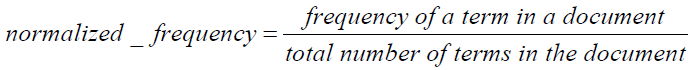 normalized _ frequency = frequency of a term in a document / total number of terms in the document